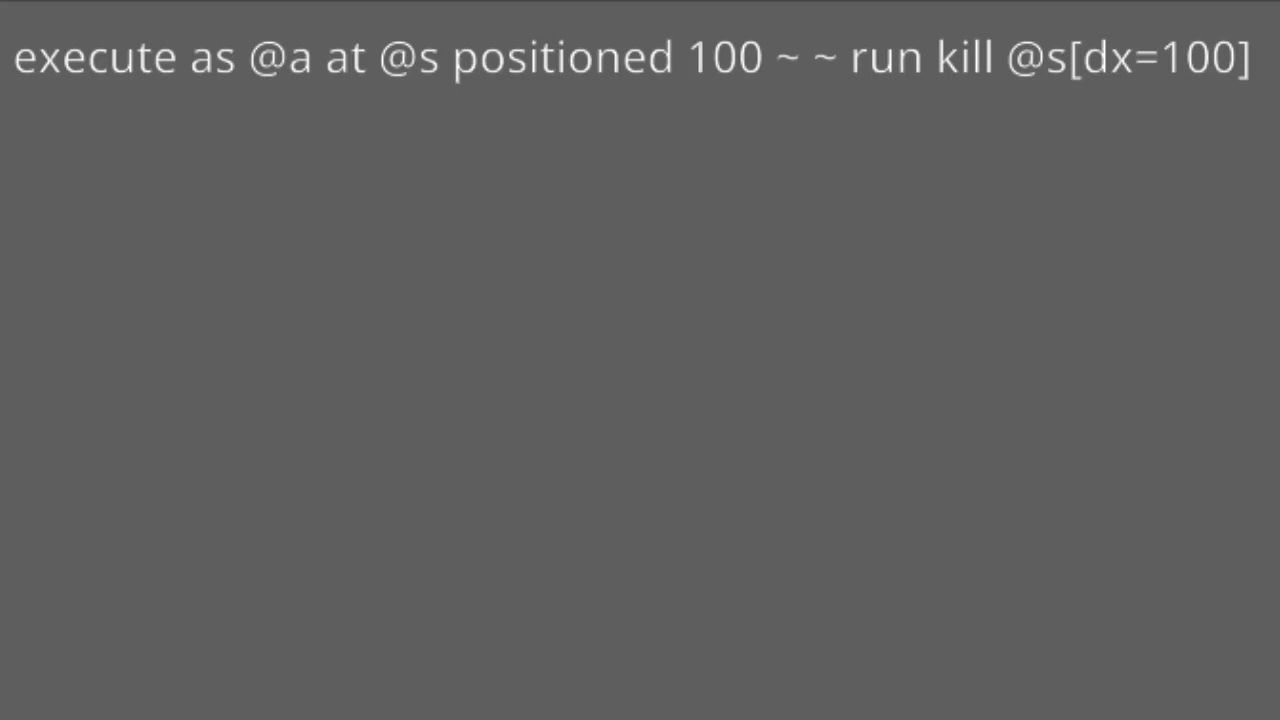 execute as @a at @s positioned 100 ~ ~ run kill @s[dx=100]